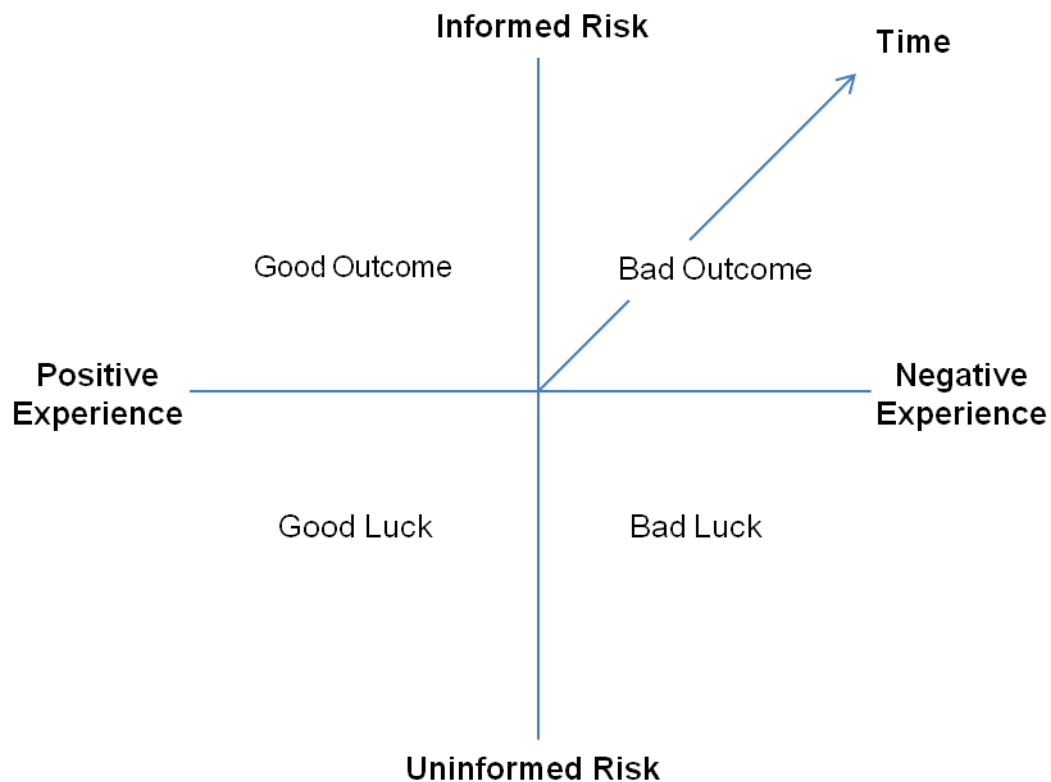 Informed Risk
Time
Good Outcome
Bad Outcome
Positive
Experience
Negative
Experience
Good Luck
Bad Luck
Uninformed Risk